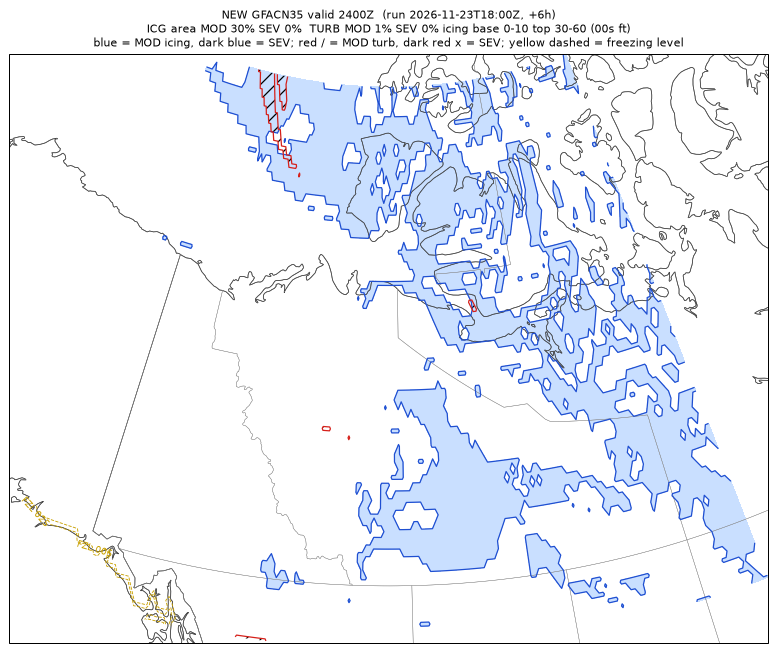 NEW GFACN35 valid 2400Z (run 2026-11-23T18:00Z, +6h)
ICG area MOD 30% SEV 0% TURB MOD 1% SEV 0% icing base 0-10 top 30-60 (00s ft)
blue = MOD icing, dark blue = SEV; red / = MOD turb, dark red x = SEV; yellow dashed = freezing level